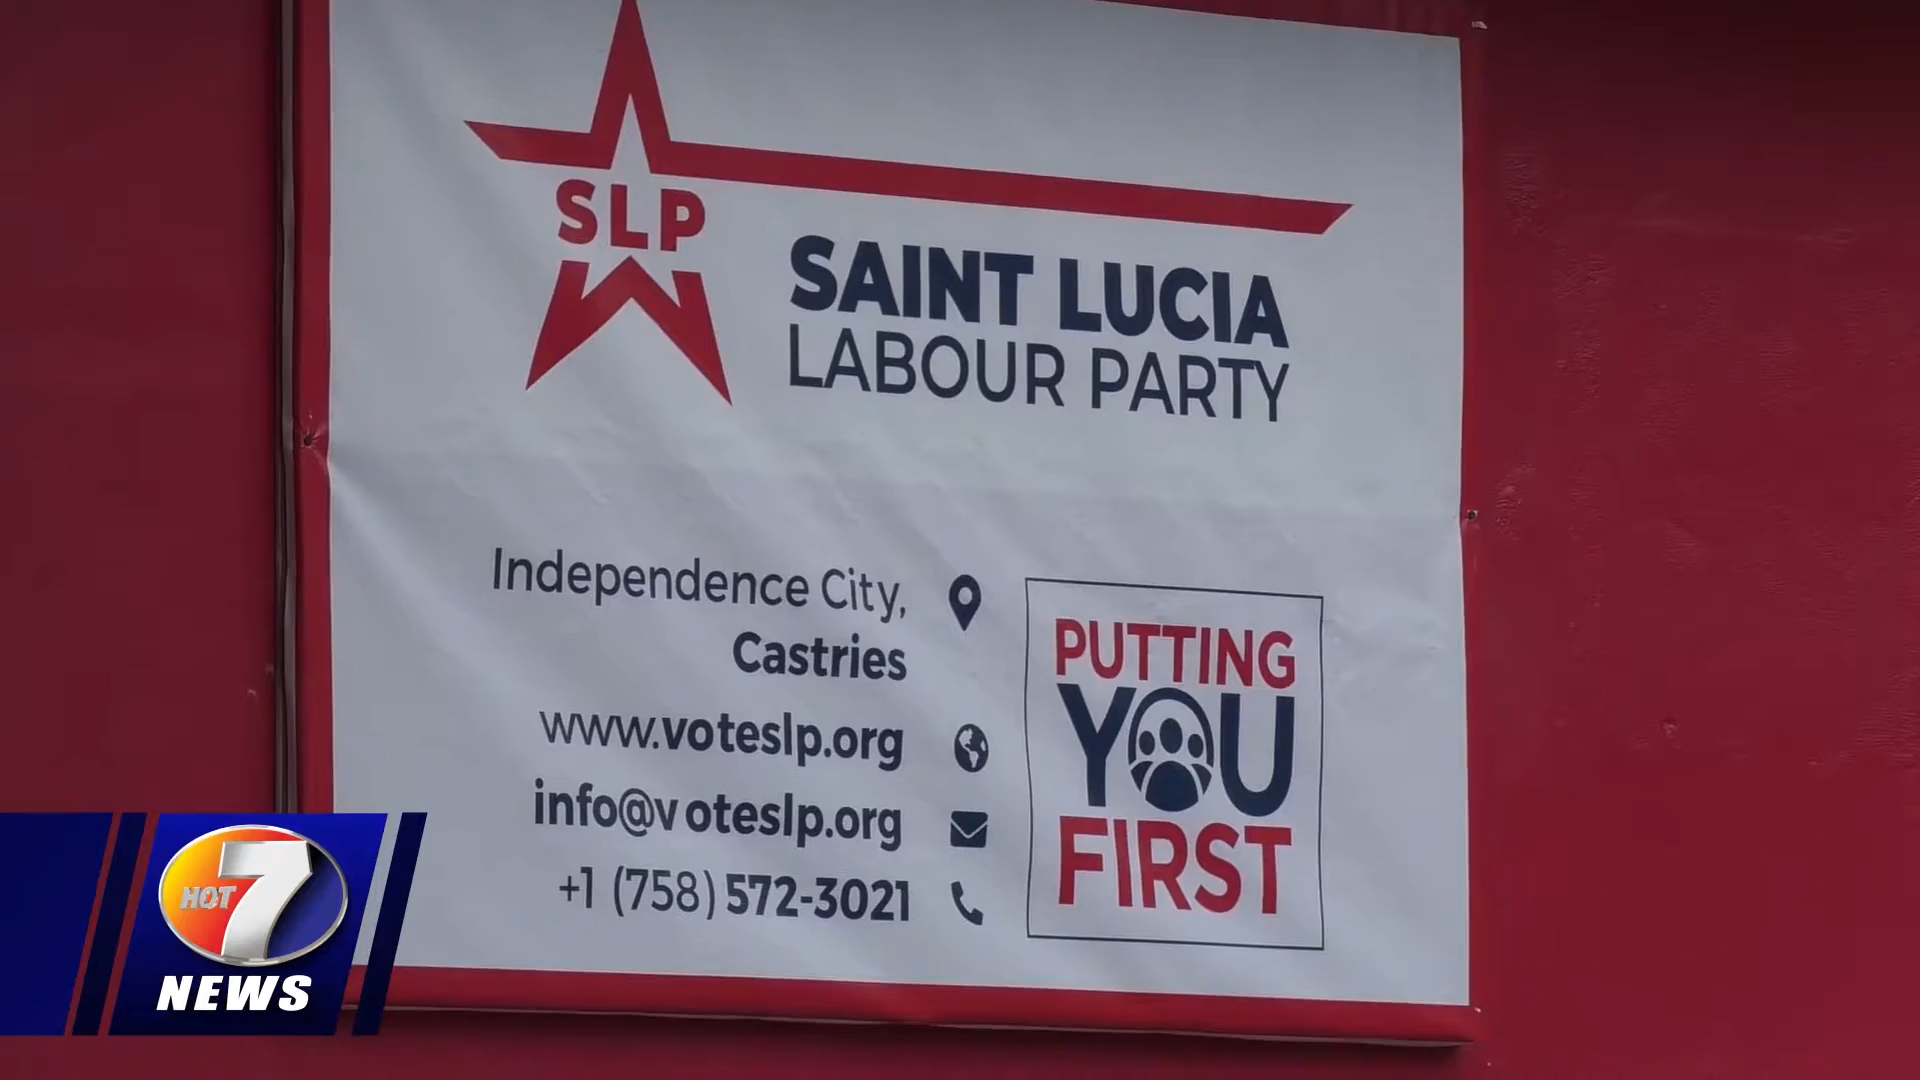 SLP
SAINT LUCIA
LABOUR PARTY
Independence City,
Castries
www.voteslp.org
info@voteslp.org
+1 (758) 572-3021
PUTTING
YOU
FIRST
HOT 7
NEWS